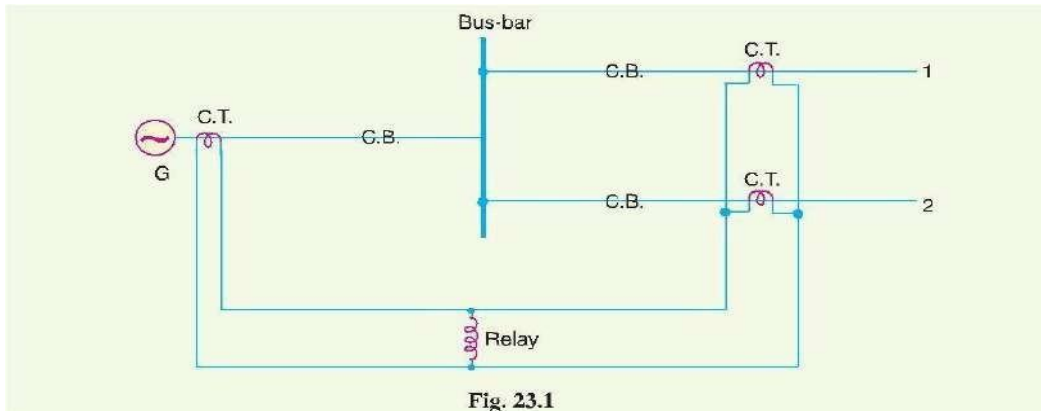 Bus-bar
C.T.
C.B.
1
C.T.
C.B.
G
C.T.
C.B.
2
Relay
Fig. 23.1